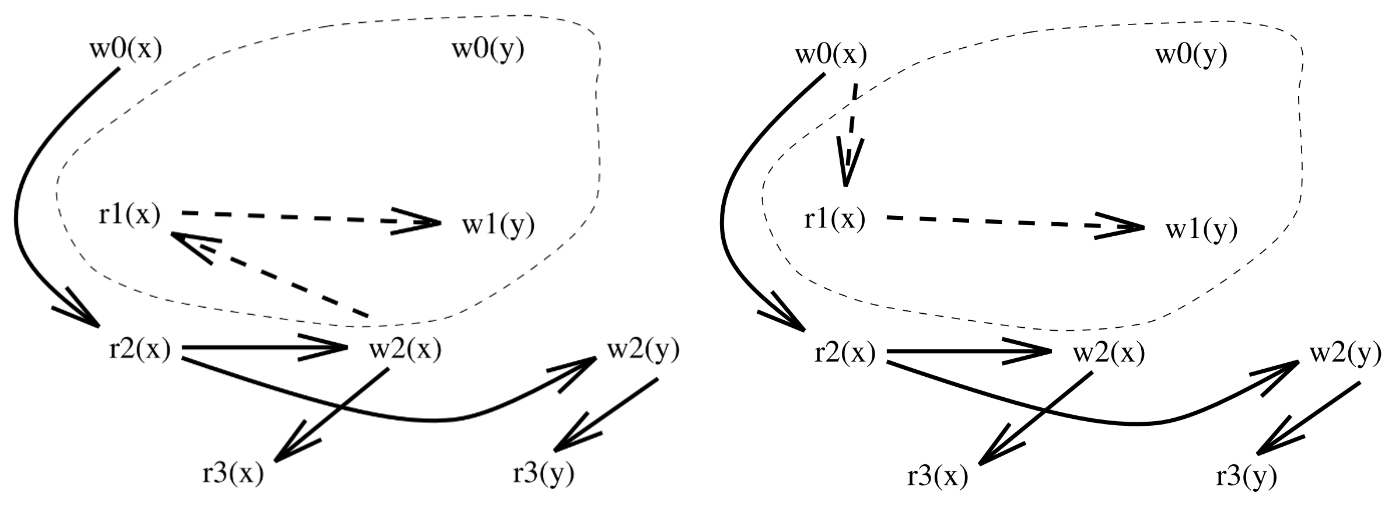 w0(x) w0(y)
r1(x) w1(y)
r2(x) w2(x) w2(y)
r3(x) r3(y)
w0(x) w0(y)
r1(x) w1(y)
r2(x) w2(x) w2(y)
r3(x) r3(y)